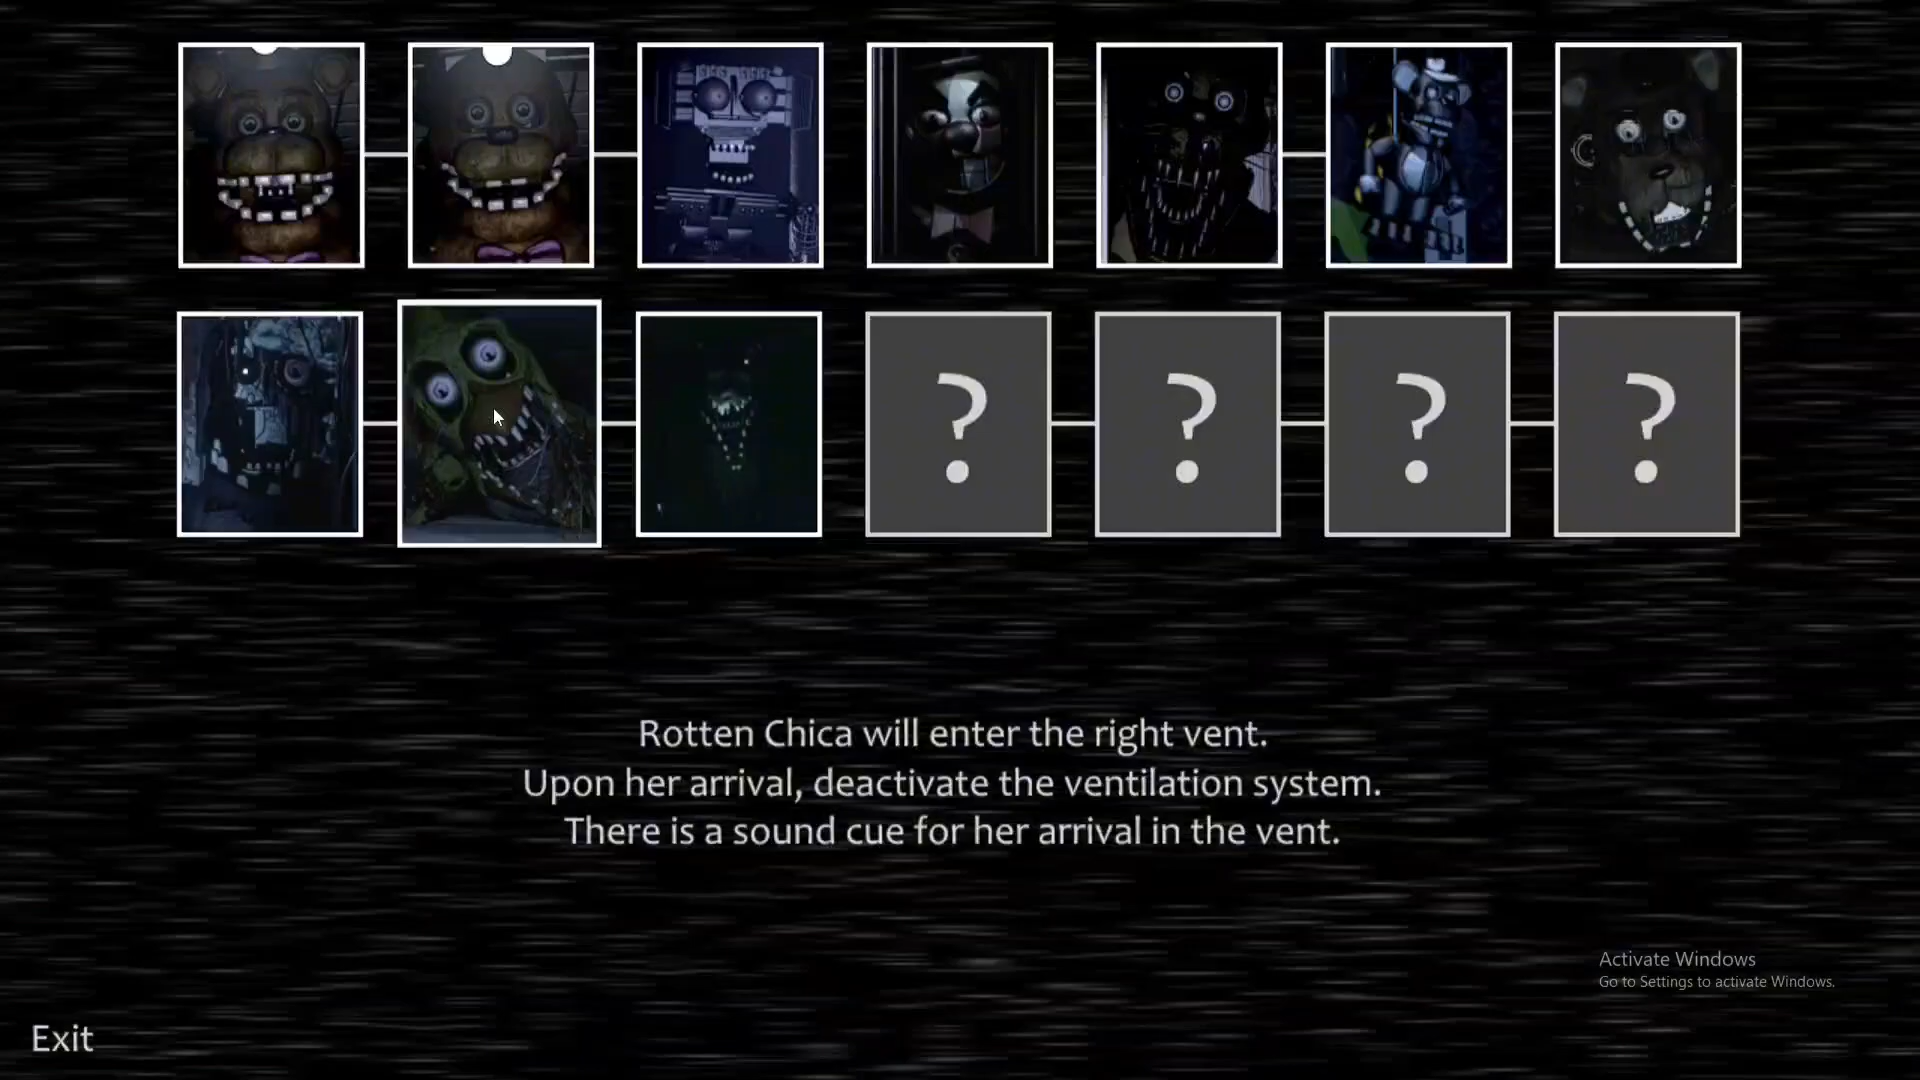 ?
?
?
?
Rotten Chica will enter the right vent.
Upon her arrival, deactivate the ventilation system.
There is a sound cue for her arrival in the vent.
Activate Windows
Go to Settings to activate Windows.
Exit